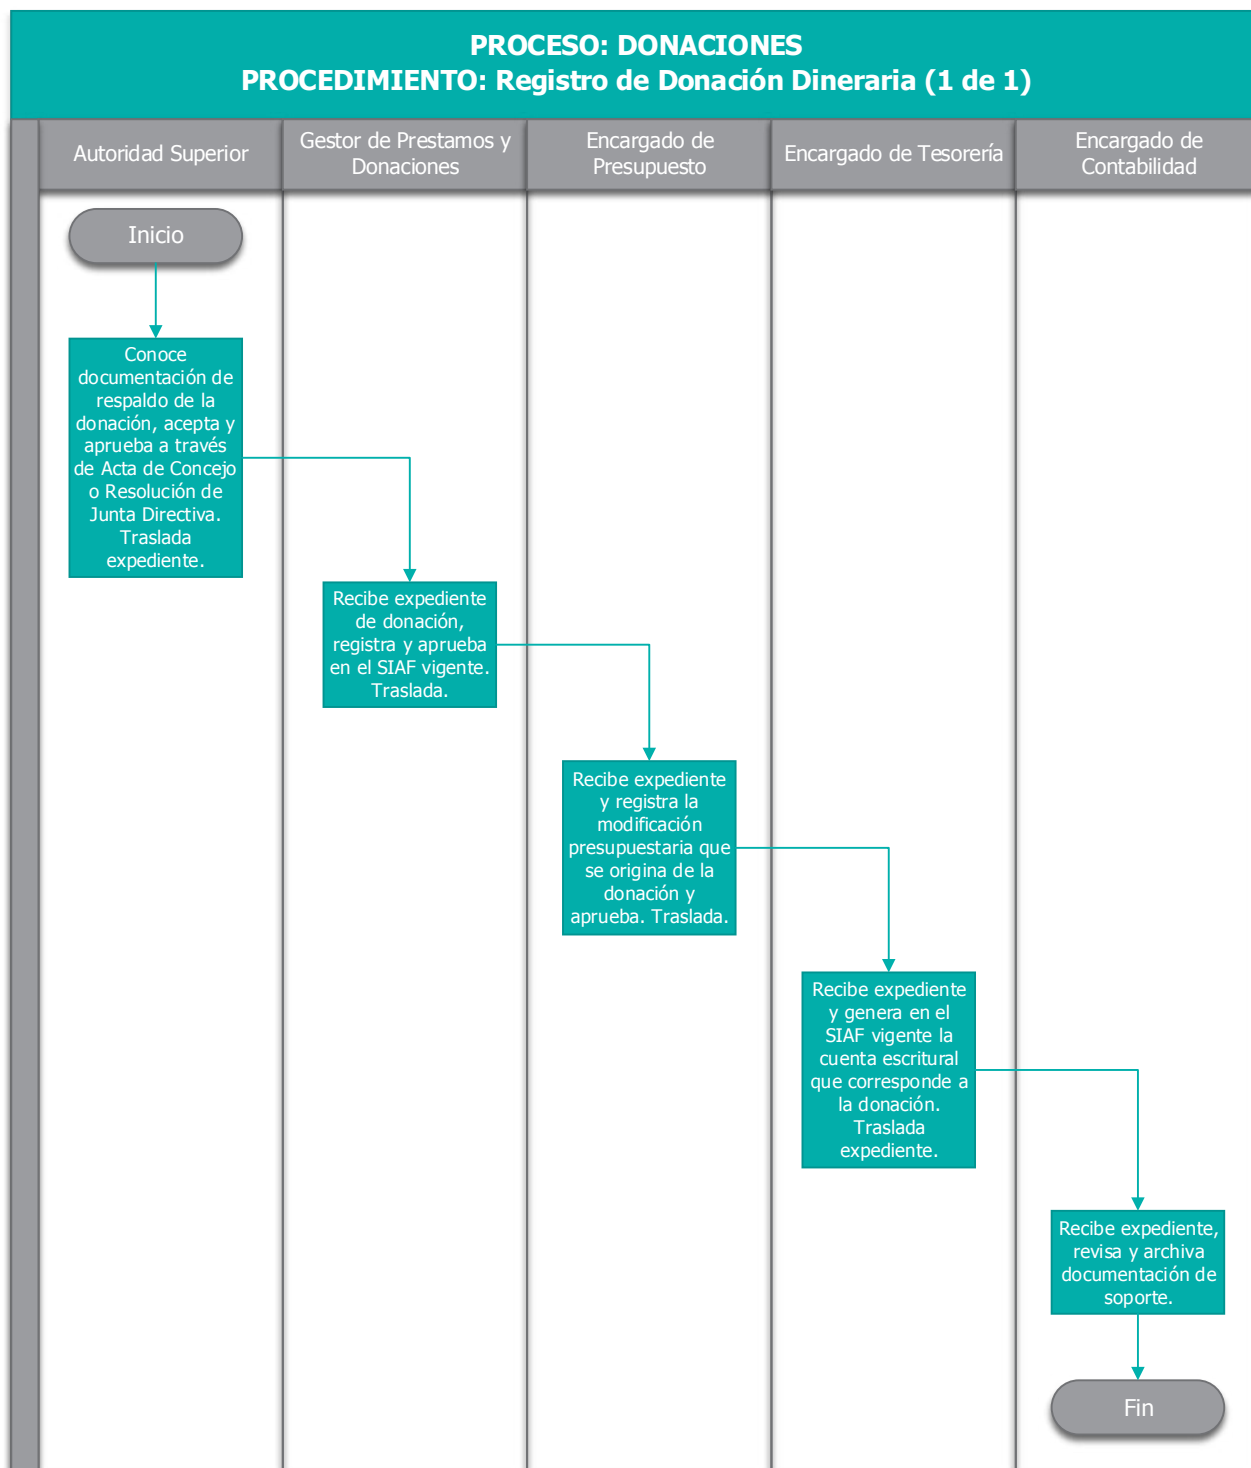 PROCESO: DONACIONES
PROCEDIMIENTO: Registro de Donación Dineraria (1 de 1)
Autoridad Superior
Gestor de Prestamos y
Donaciones
Encargado de
Presupuesto
Encargado de Tesorería
Encargado de
Contabilidad
Inicio
Conoce
documentación de
respaldo de la
donación, acepta y
aprueba a través
de Acta de Concejo
o Resolución de
Junta Directiva.
Traslada
expediente.
Recibe expediente
de donación,
registra y aprueba
en el SIAF vigente.
Traslada.
Recibe expediente
y registra la
modificación
presupuestaria que
se origina de la
donación y
aprueba. Traslada.
Recibe expediente
y genera en el
SIAF vigente la
cuenta escritural
que corresponde a
la donación.
Traslada
expediente.
Recibe expediente,
revisa y archiva
documentación de
soporte.
Fin